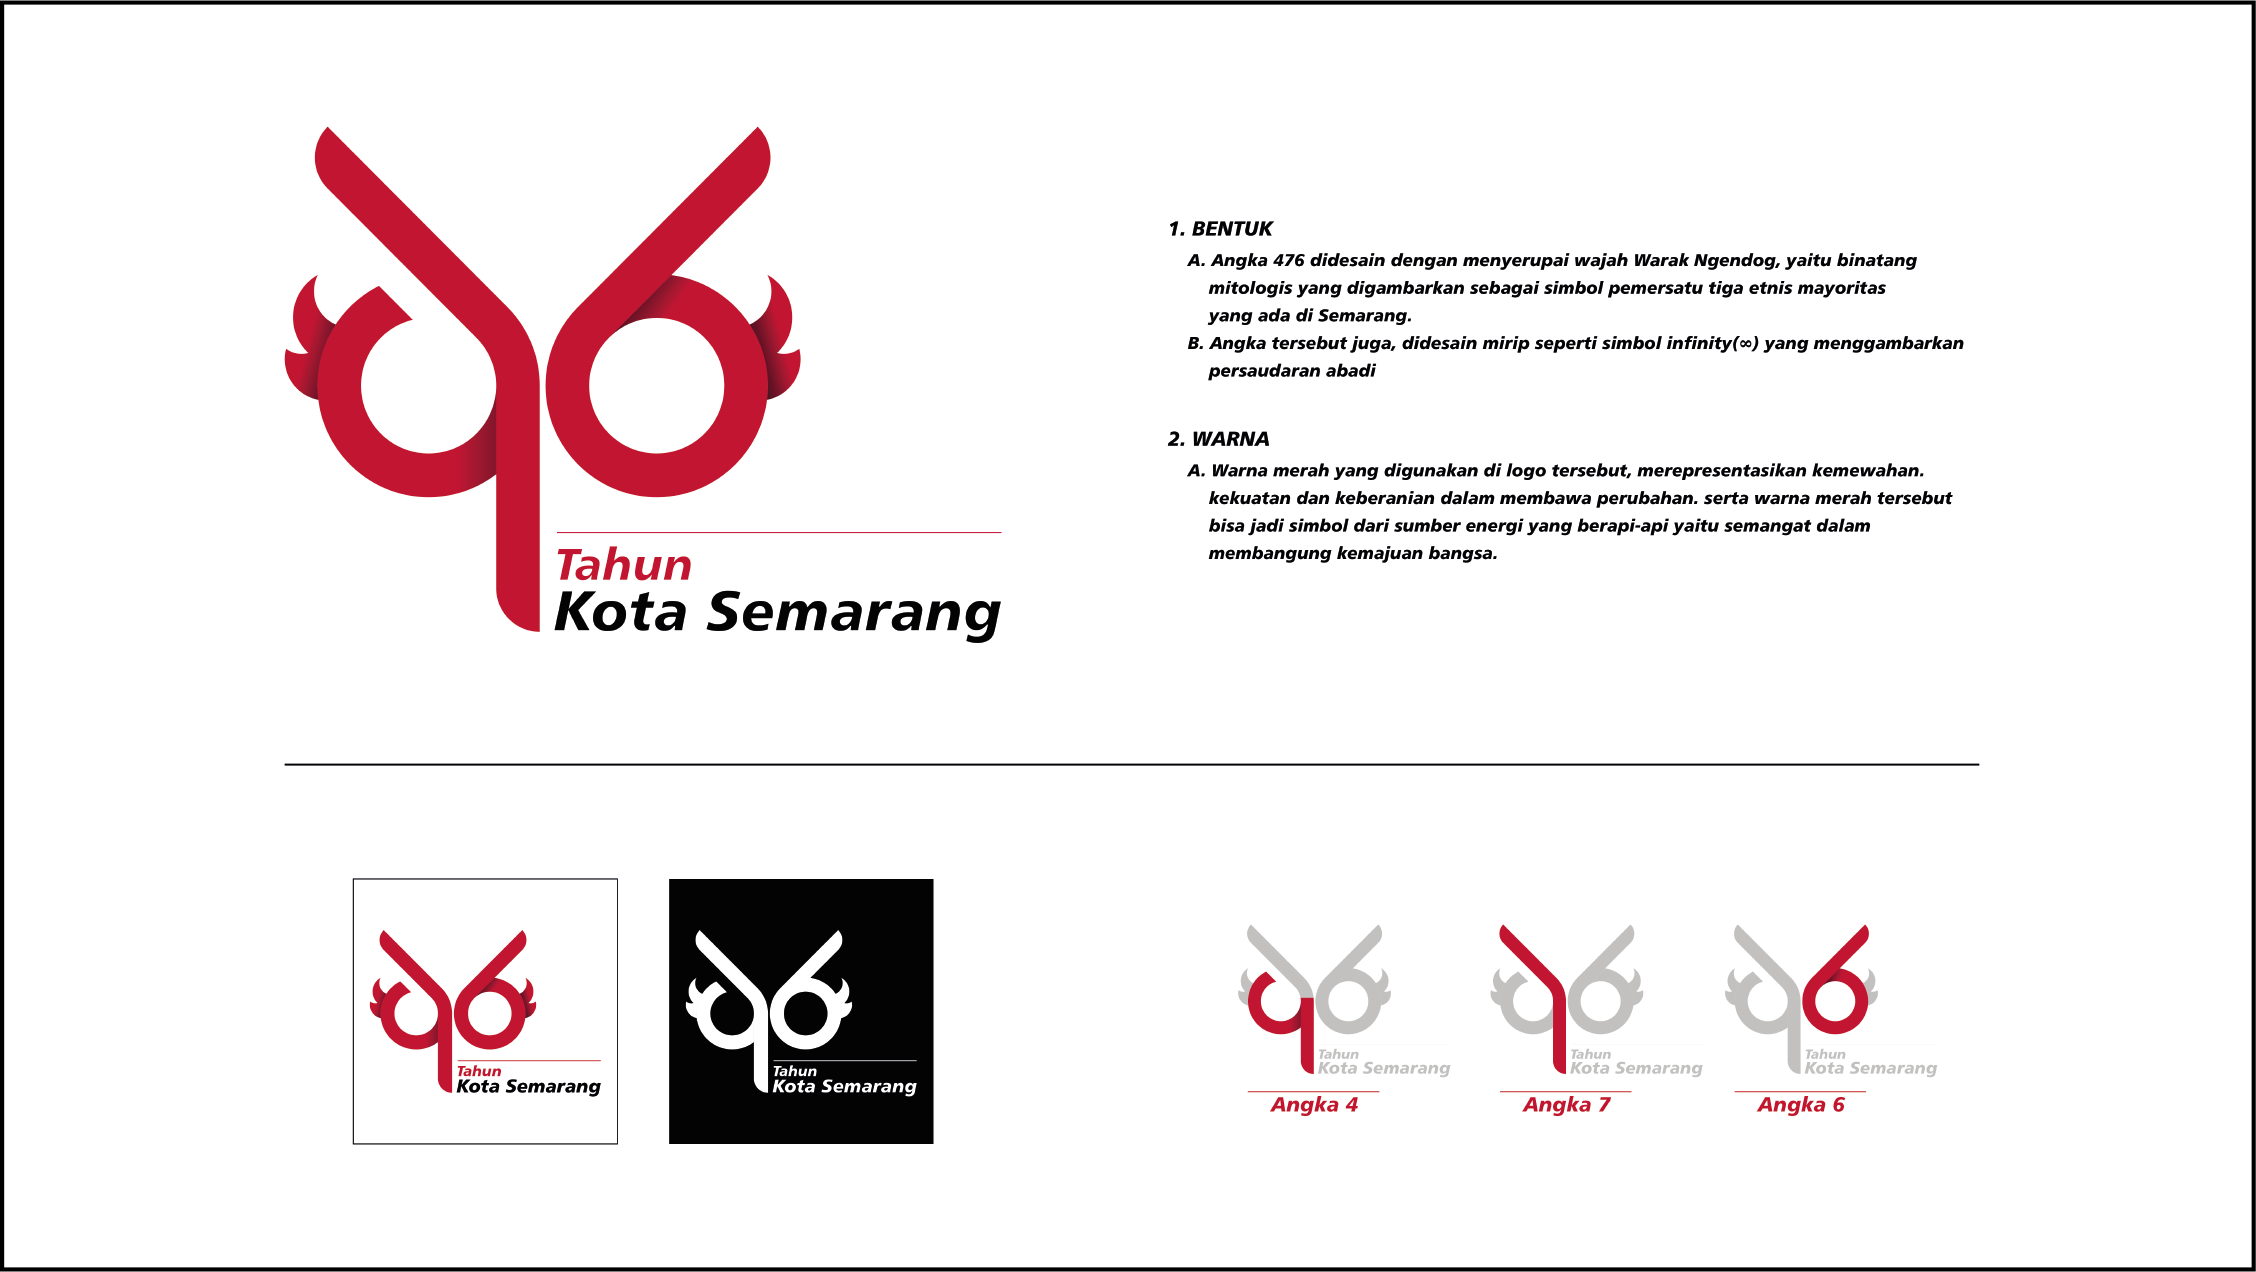 Tahun
Kota Semarang
1. BENTUK
A. Angka 476 didesain dengan menyerupai wajah Warak Ngendog, yaitu binatang
mitologis yang digambarkan sebagai simbol pemersatu tiga etnis mayoritas
yang ada di Semarang.
B. Angka tersebut juga, didesain mirip seperti simbol infinity(∞) yang menggambarkan
persaudaran abadi
2. WARNA
A. Warna merah yang digunakan di logo tersebut, merepresentasikan kemewahan.
kekuatan dan keberanian dalam membawa perubahan. serta warna merah tersebut
bisa jadi simbol dari sumber energi yang berapi-api yaitu semangat dalam
membangung kemajuan bangsa.
Tahun
Kota Semarang
Tahun
Kota Semarang
Tahun
Kota Semarang
Angka 4
Tahun
Kota Semarang
Angka 7
Tahun
Kota Semarang
Angka 6